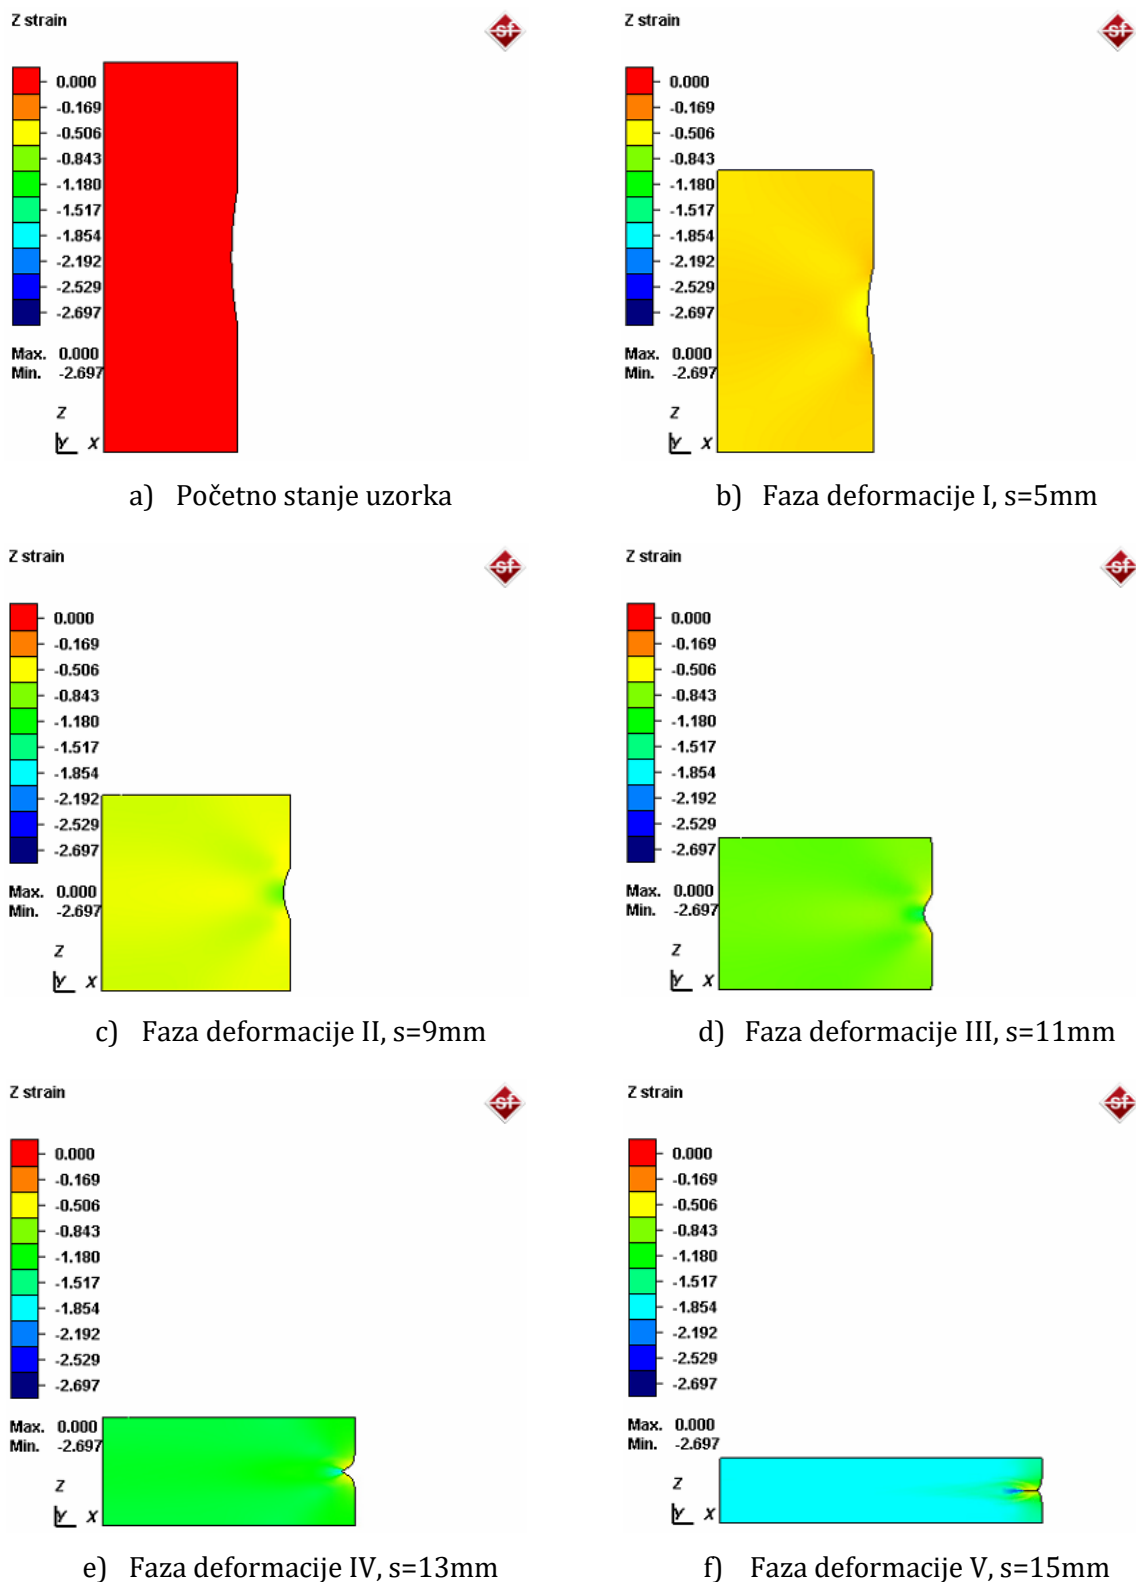 Z strain
sf
0.000
-0.169
-0.506
-0.843
-1.180
-1.517
-1.854
-2.192
-2.529
-2.697
Max. 0.000
Min. -2.697
Z
Y X
a) Početno stanje uzorka
Z strain
sf
0.000
-0.169
-0.506
-0.843
-1.180
-1.517
-1.854
-2.192
-2.529
-2.697
Max. 0.000
Min. -2.697
Z
Y X
b) Faza deformacije I, s=5mm
Z strain
sf
0.000
-0.169
-0.506
-0.843
-1.180
-1.517
-1.854
-2.192
-2.529
-2.697
Max. 0.000
Min. -2.697
Z
Y X
c) Faza deformacije II, s=9mm
Z strain
sf
0.000
-0.169
-0.506
-0.843
-1.180
-1.517
-1.854
-2.192
-2.529
-2.697
Max. 0.000
Min. -2.697
Z
Y X
d) Faza deformacije III, s=11mm
Z strain
sf
0.000
-0.169
-0.506
-0.843
-1.180
-1.517
-1.854
-2.192
-2.529
-2.697
Max. 0.000
Min. -2.697
Z
Y X
e) Faza deformacije IV, s=13mm
Z strain
sf
0.000
-0.169
-0.506
-0.843
-1.180
-1.517
-1.854
-2.192
-2.529
-2.697
Max. 0.000
Min. -2.697
Z
Y X
f) Faza deformacije V, s=15mm